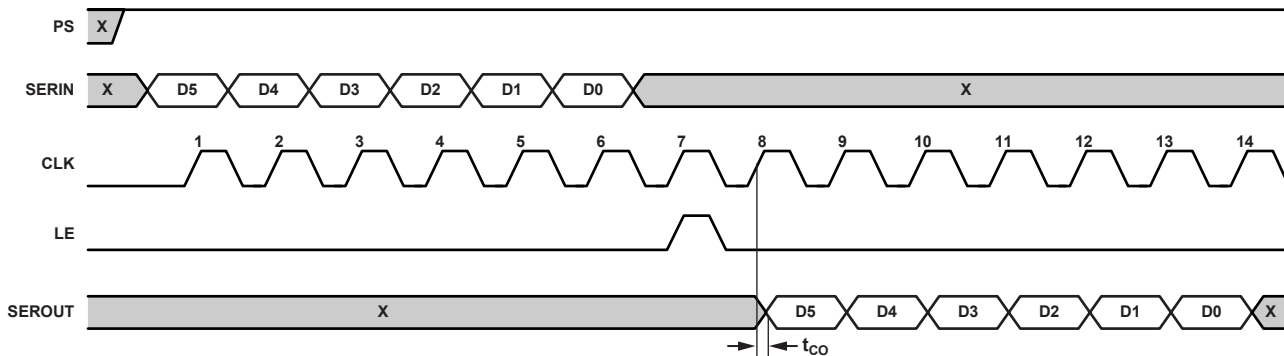 PS X
SERIN X D5 D4 D3 D2 D1 D0 X
1 2 3 4 5 6 7 8 9 10 11 12 13 14
CLK
LE
SEROUT X D5 D4 D3 D2 D1 D0 X
tCO